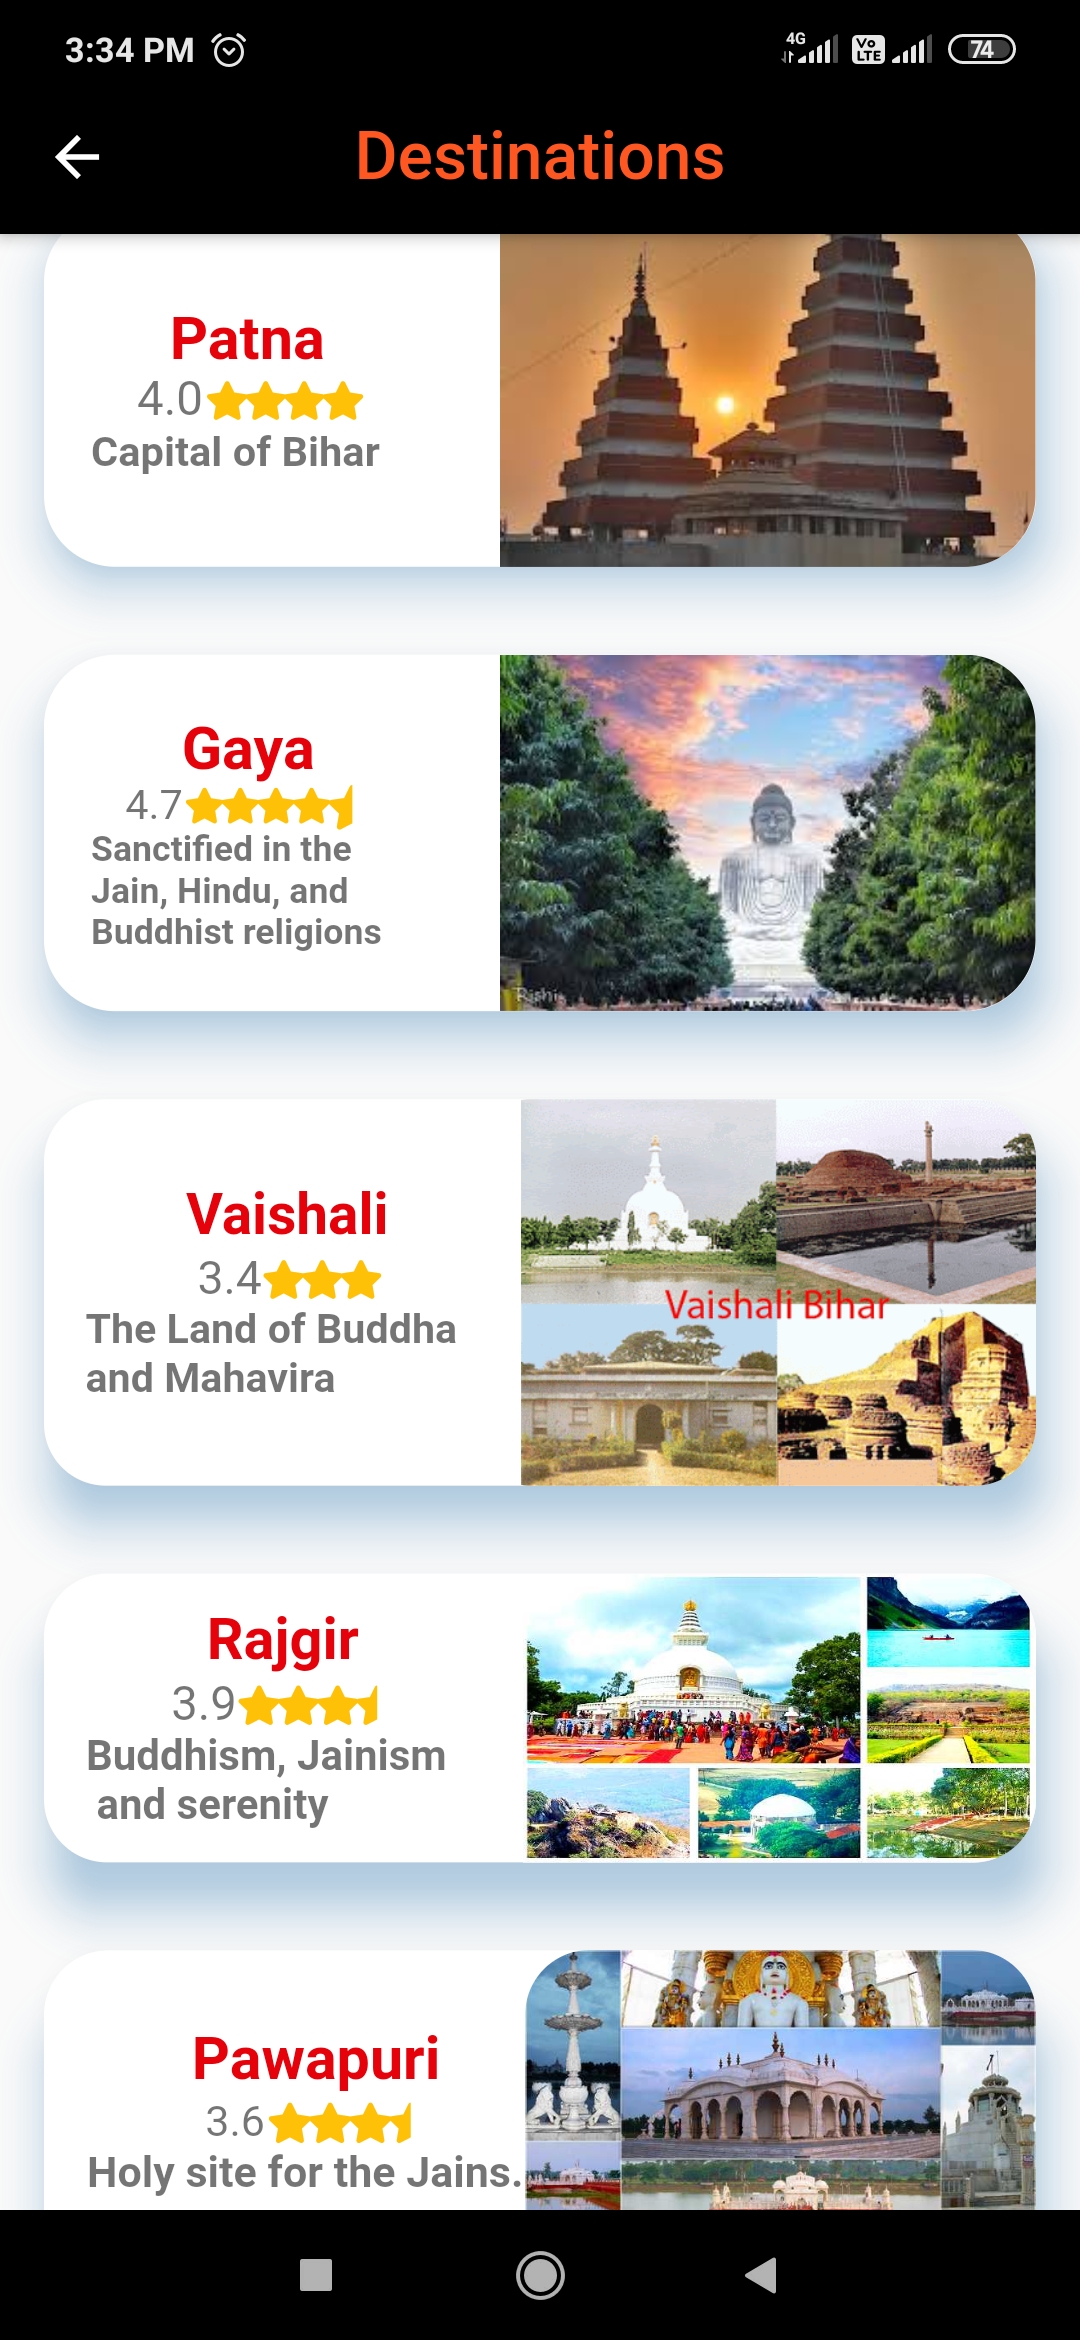 3:34 PM
4G
Vo
LTE
74
Destinations
Patna
4.0
Capital of Bihar
Gaya
4.7
Sanctified in the
Jain, Hindu, and
Buddhist religions
Rishi
Vaishali
3.4
The Land of Buddha
and Mahavira
Vaishali Bihar
Rajgir
3.9
Buddhism, Jainism
and serenity
Pawapuri
3.6
Holy site for the Jains.